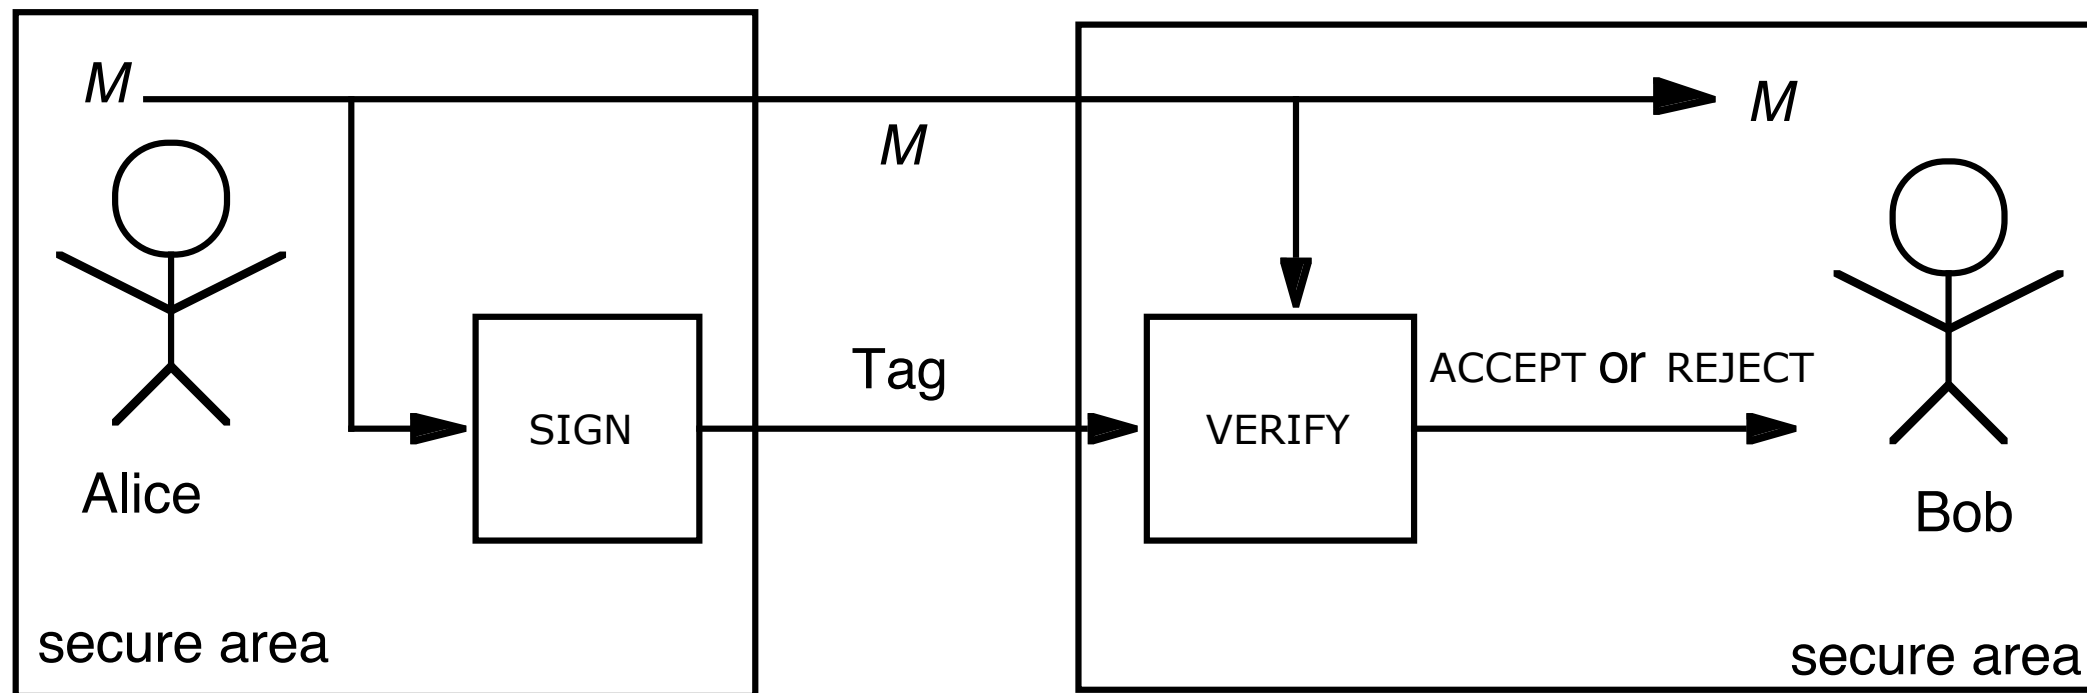 M
M
M
Tag
ACCEPT or REJECT
SIGN
VERIFY
Alice
Bob
secure area
secure area